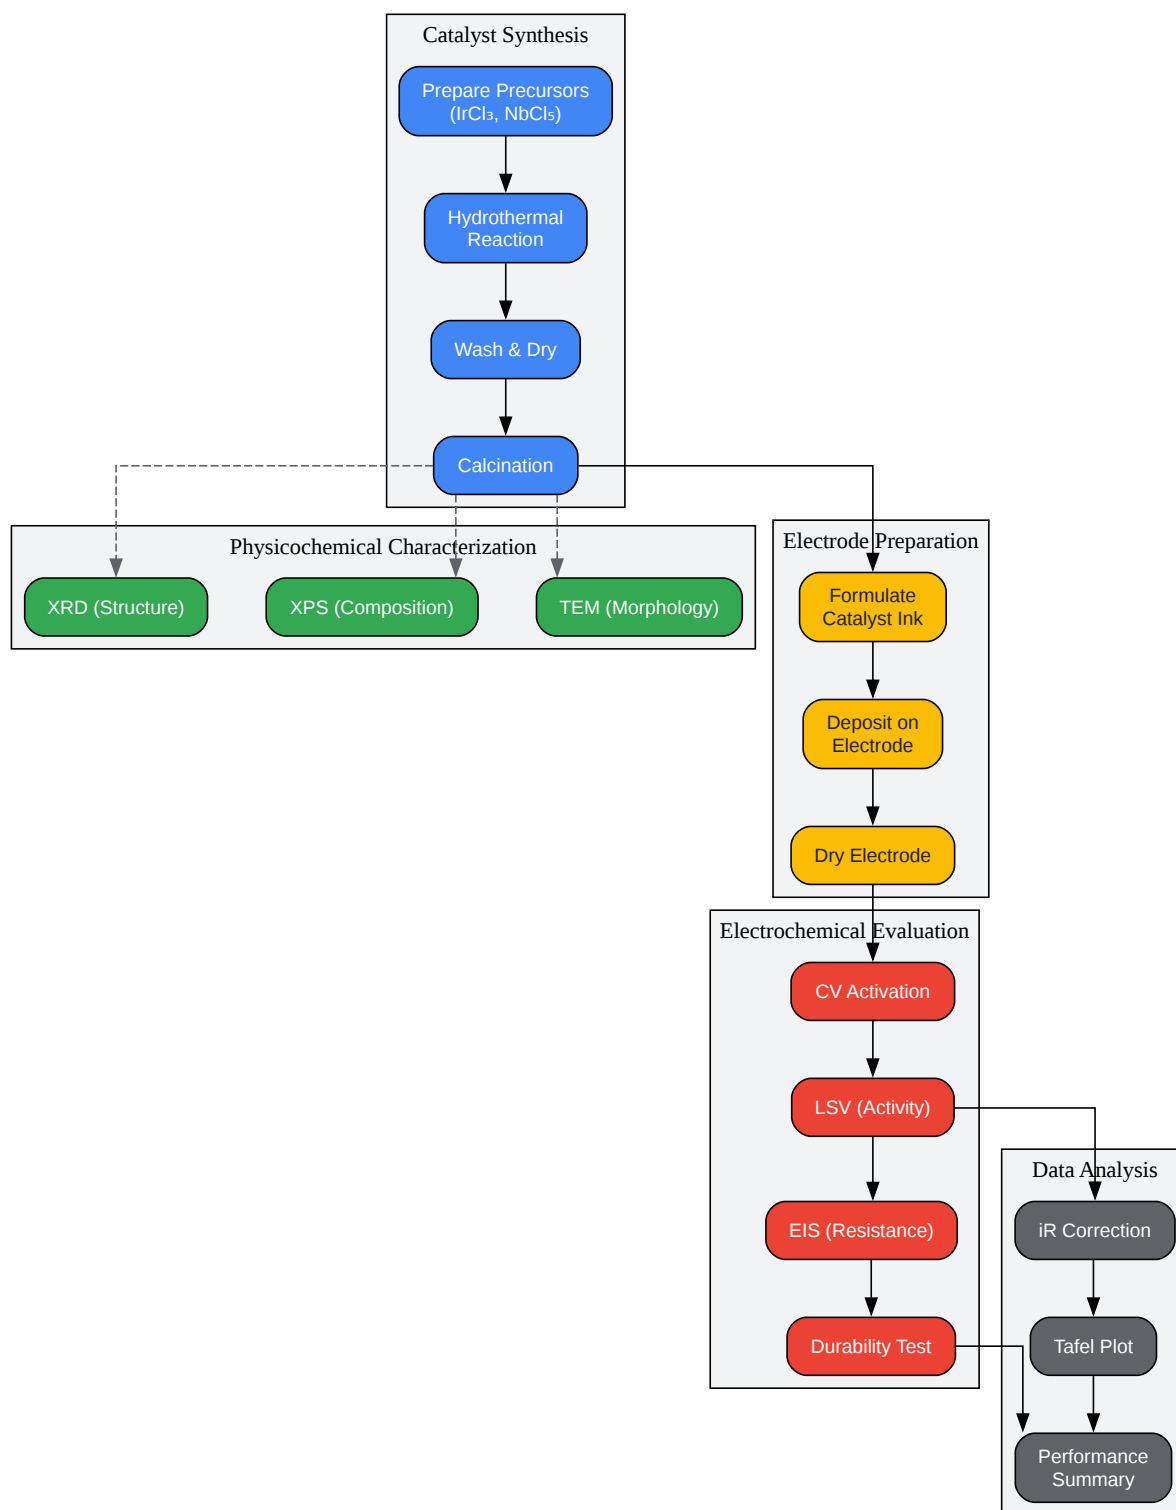 Catalyst Synthesis
Prepare Precursors
(IrCl₃, NbCl₅)
Hydrothermal
Reaction
Wash & Dry
Calcination
Physicochemical Characterization
XRD (Structure)
XPS (Composition)
TEM (Morphology)
Electrode Preparation
Formulate
Catalyst Ink
Deposit on
Electrode
Dry Electrode
Electrochemical Evaluation
CV Activation
LSV (Activity)
EIS (Resistance)
Durability Test
Data Analysis
iR Correction
Tafel Plot
Performance
Summary